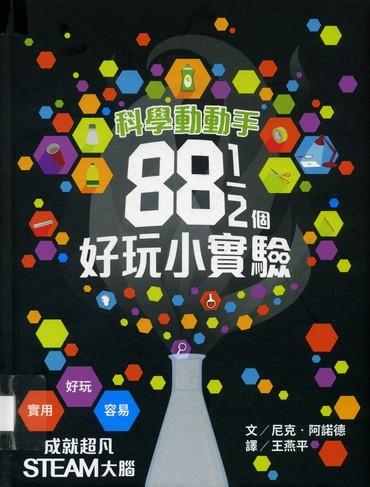 科學動動手
88 1/2 個
好玩小實驗
好玩
實用
容易
成就超凡
STEAM大腦
文／尼克・阿諾德
譯／王燕平